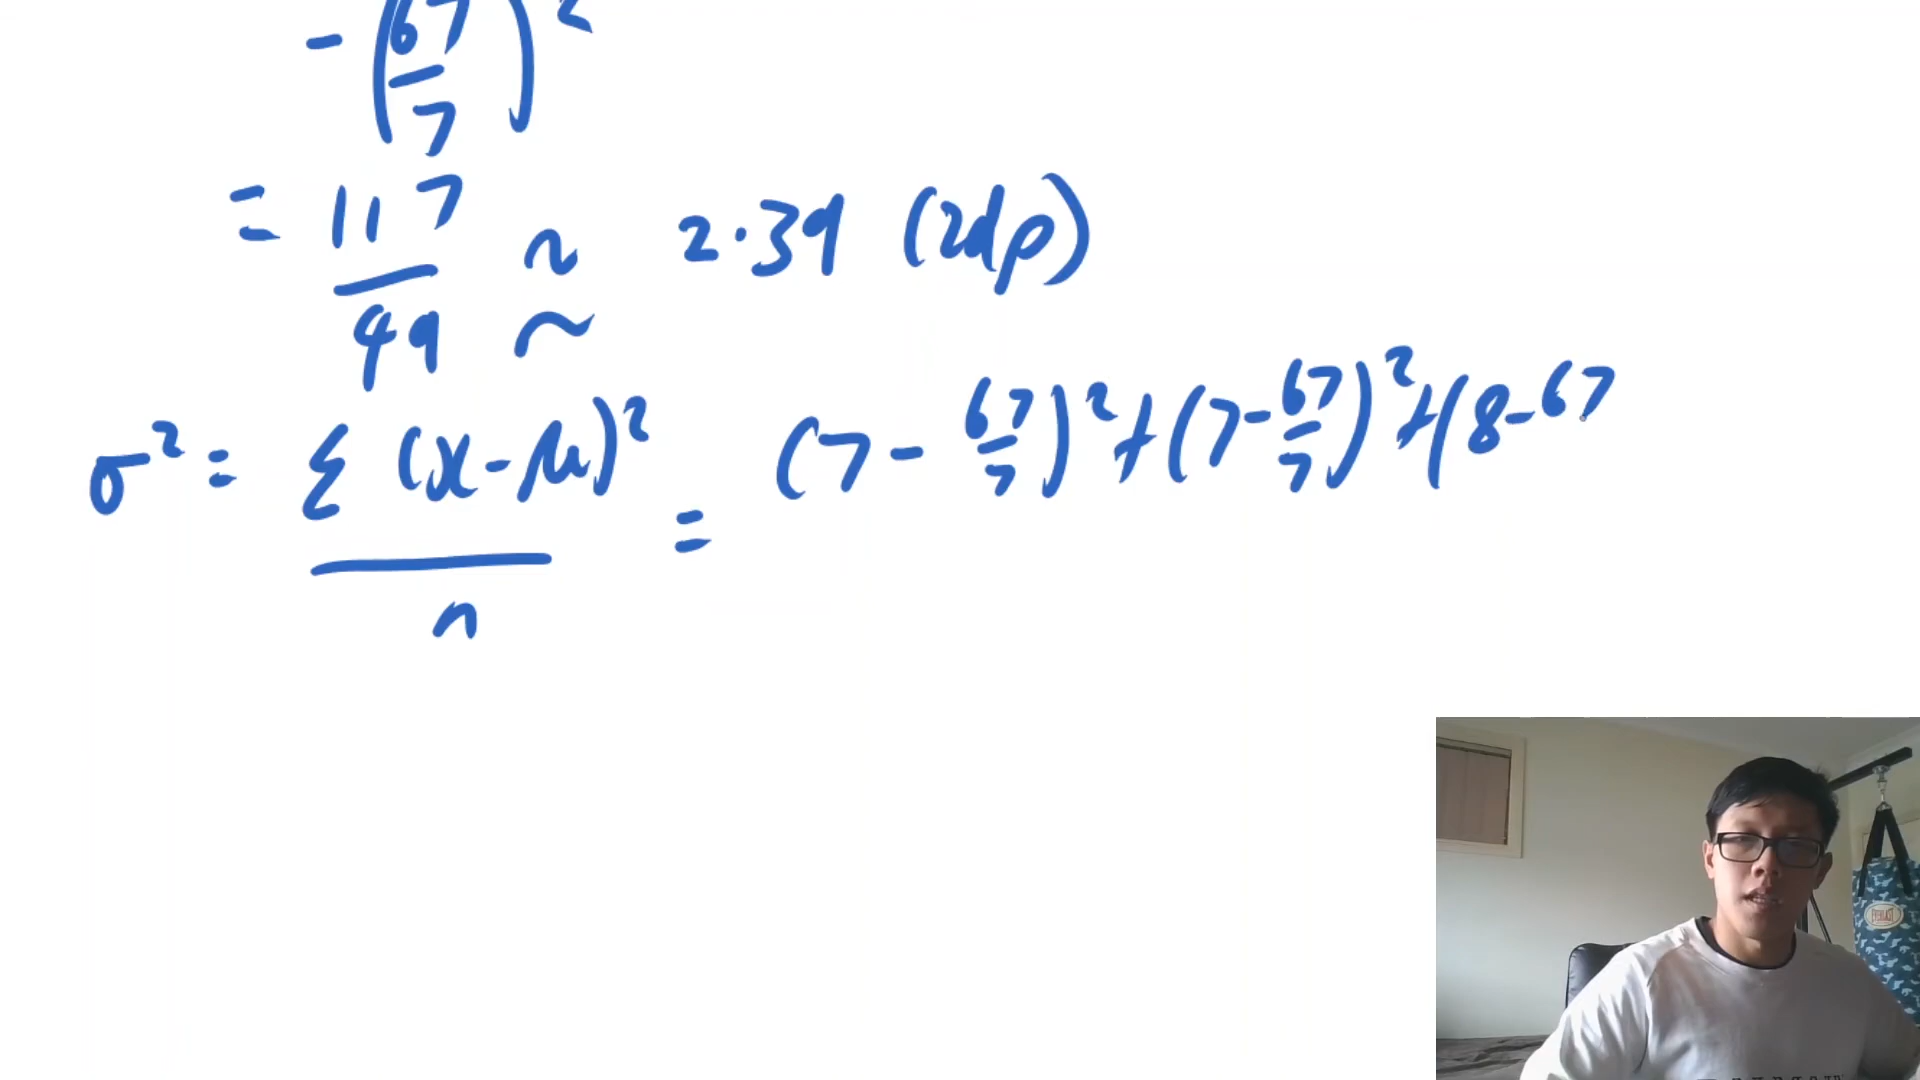 - (67/7)^2
= 117/49 ≈ 2.39 (2dp)
σ² = Σ(x-μ)²/n = (7 - 67/7)² + (7 - 67/7)² + (8 - 67
EVERLAST